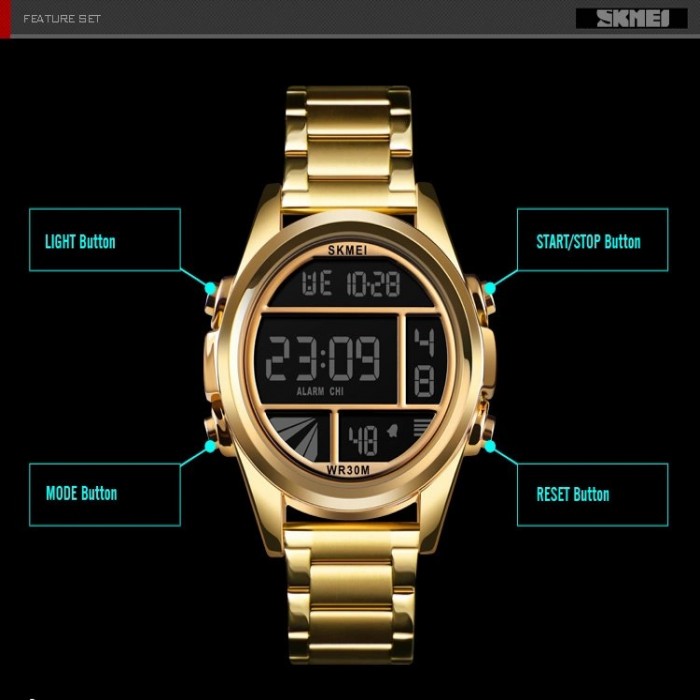 FEATURE SET
SKMEI
LIGHT Button
START/STOP Button
SKMEI
WE 10-28
23:09
48
ALARM CHI
48
WR30M
MODE Button
RESET Button